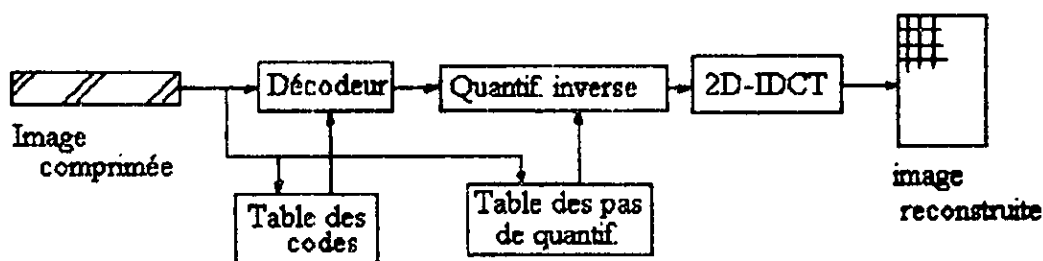 Image
comprimée
Décodeur
Quantif. inverse
2D-IDCT
Table des
codes
Table des pas
de quantif.
image
reconstruite